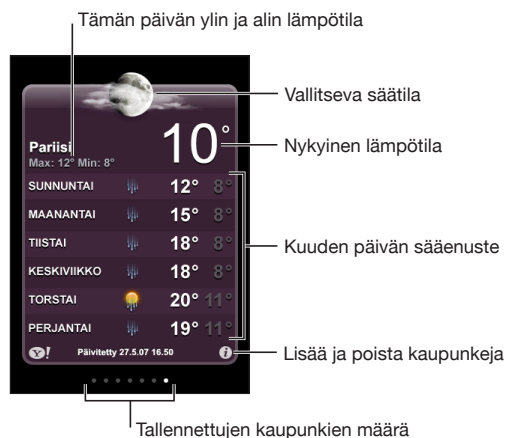 Tämän päivän ylin ja alin lämpötila
Vallitseva säätila
Pariisi
10°
Max: 12° Min: 8°
Nykyinen lämpötila
SUNNUNTAI 12° 8°
MAANANTAI 15° 8°
TIISTAI 18° 8°
Kuuden päivän sääenuste
KESKIVIIKKO 18° 8°
TORSTAI 20° 11°
PERJANTAI 19° 11°
Y! Päivitetty 27.5.07 16.50 i
Lisää ja poista kaupunkeja
Tallennettujen kaupunkien määrä